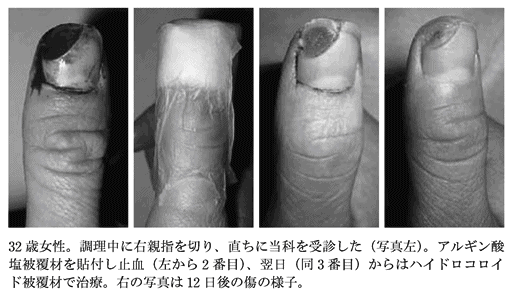 32歳女性。調理中に右親指を切り、直ちに当科を受診した（写真左）。アルギン酸
塩被覆材を貼付し止血（左から2番目）、翌日（同3番目）からはハイドロコロイ
ド被覆材で治療。右の写真は12日後の傷の様子。